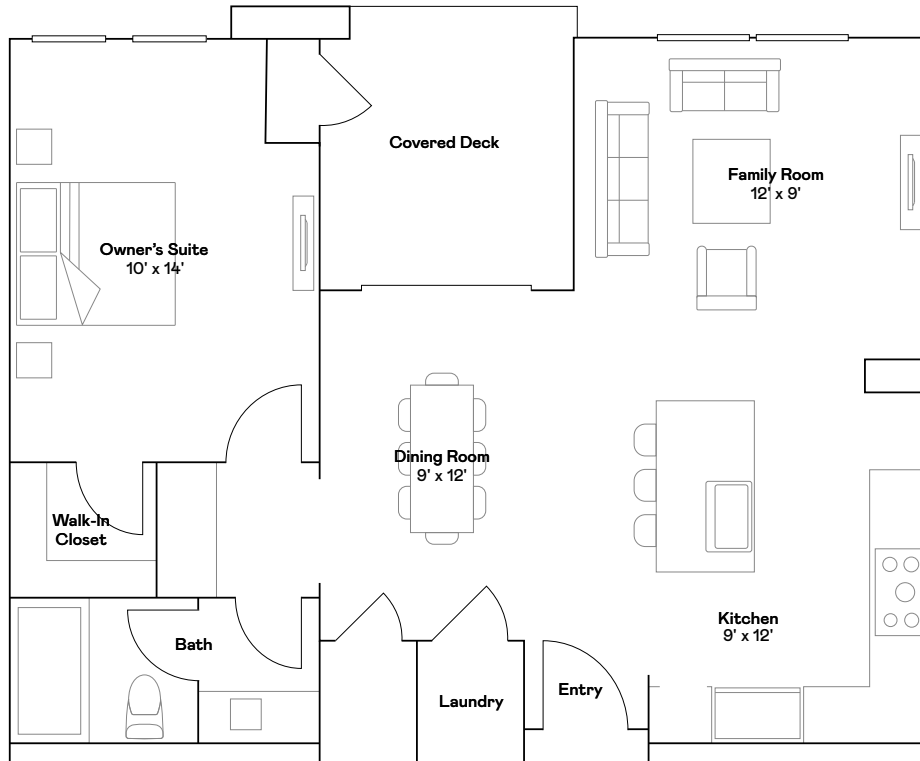 Covered Deck
Family Room
12' x 9'
Owner's Suite
10' x 14'
Dining Room
9' x 12'
Walk-In
Closet
Kitchen
9' x 12'
Bath
Entry
Laundry